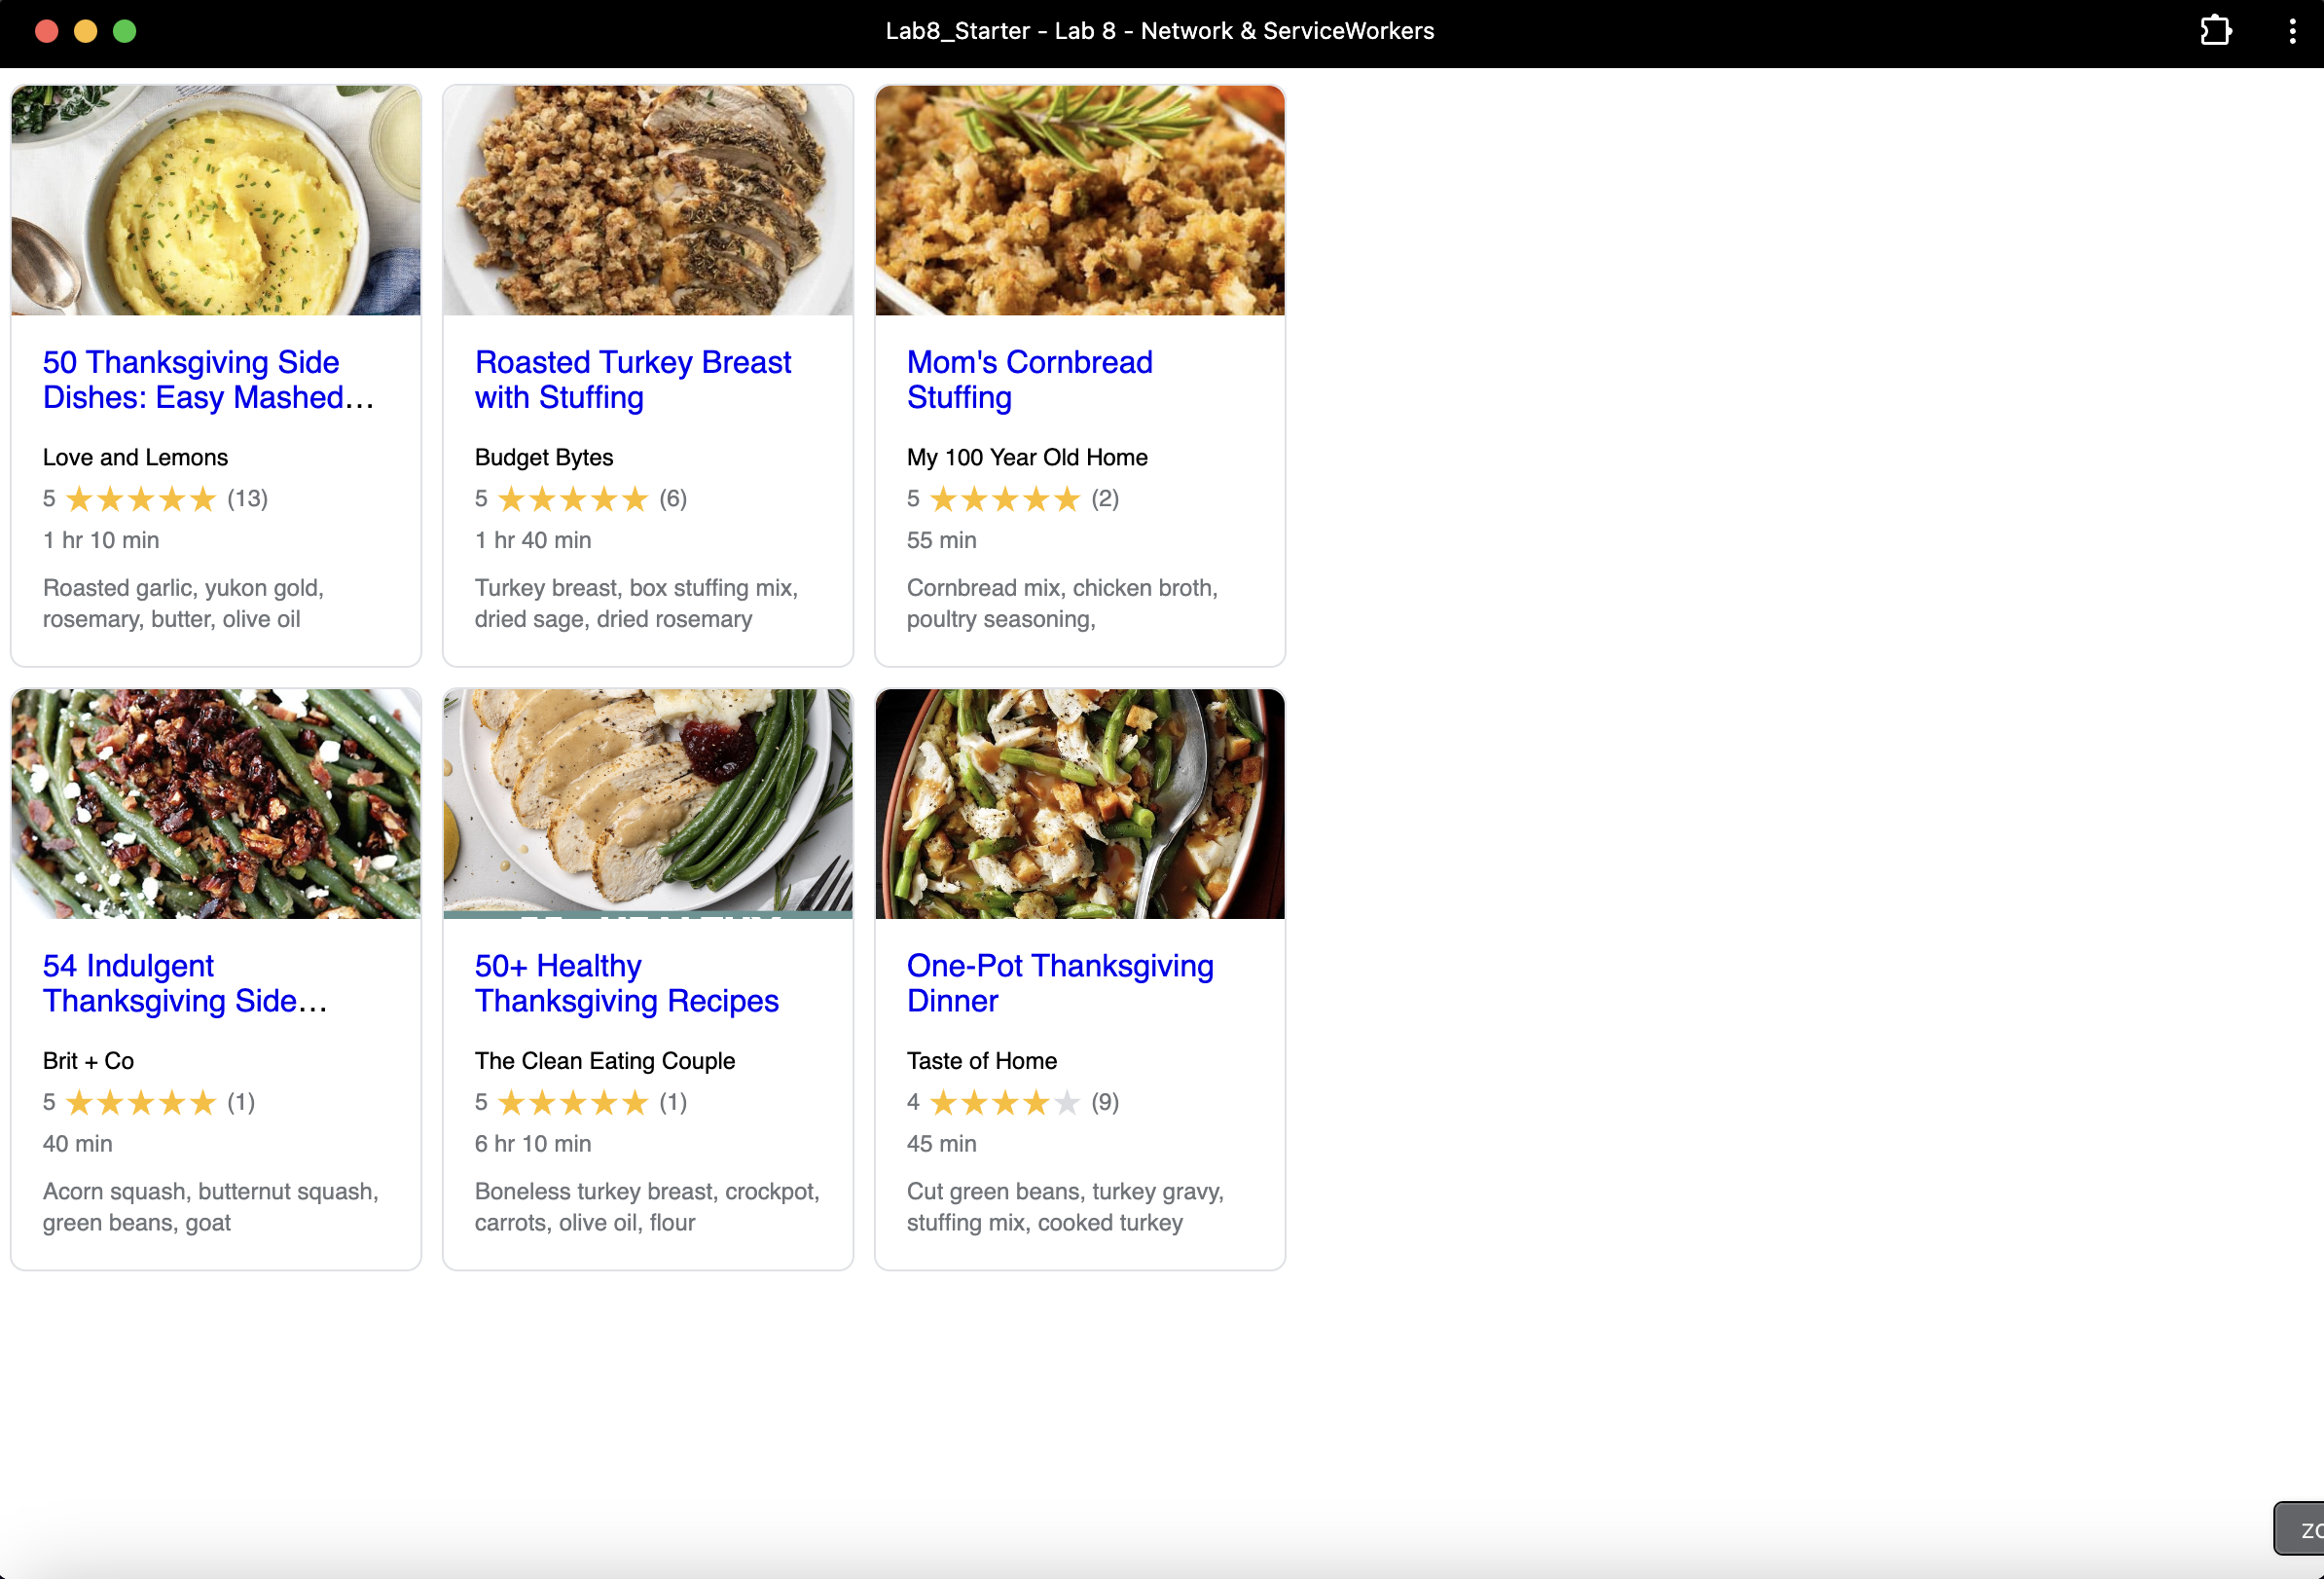 Lab8_Starter - Lab 8 - Network & ServiceWorkers
50 Thanksgiving Side
Dishes: Easy Mashed...
Love and Lemons
5 ★★★★★ (13)
1 hr 10 min
Roasted garlic, yukon gold,
rosemary, butter, olive oil
Roasted Turkey Breast
with Stuffing
Budget Bytes
5 ★★★★★ (6)
1 hr 40 min
Turkey breast, box stuffing mix,
dried sage, dried rosemary
Mom's Cornbread
Stuffing
My 100 Year Old Home
5 ★★★★★ (2)
55 min
Cornbread mix, chicken broth,
poultry seasoning,
54 Indulgent
Thanksgiving Side...
Brit + Co
5 ★★★★★ (1)
40 min
Acorn squash, butternut squash,
green beans, goat
50+ Healthy
Thanksgiving Recipes
The Clean Eating Couple
5 ★★★★★ (1)
6 hr 10 min
Boneless turkey breast, crockpot,
carrots, olive oil, flour
One-Pot Thanksgiving
Dinner
Taste of Home
4 ★★★★★ (9)
45 min
Cut green beans, turkey gravy,
stuffing mix, cooked turkey